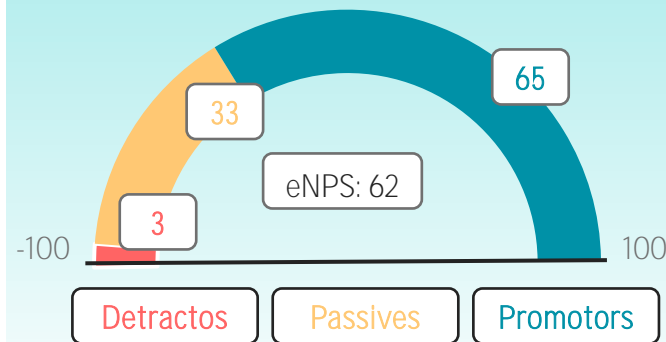 65
33
eNPS: 62
3
-100
100
Detractos
Passives
Promotors